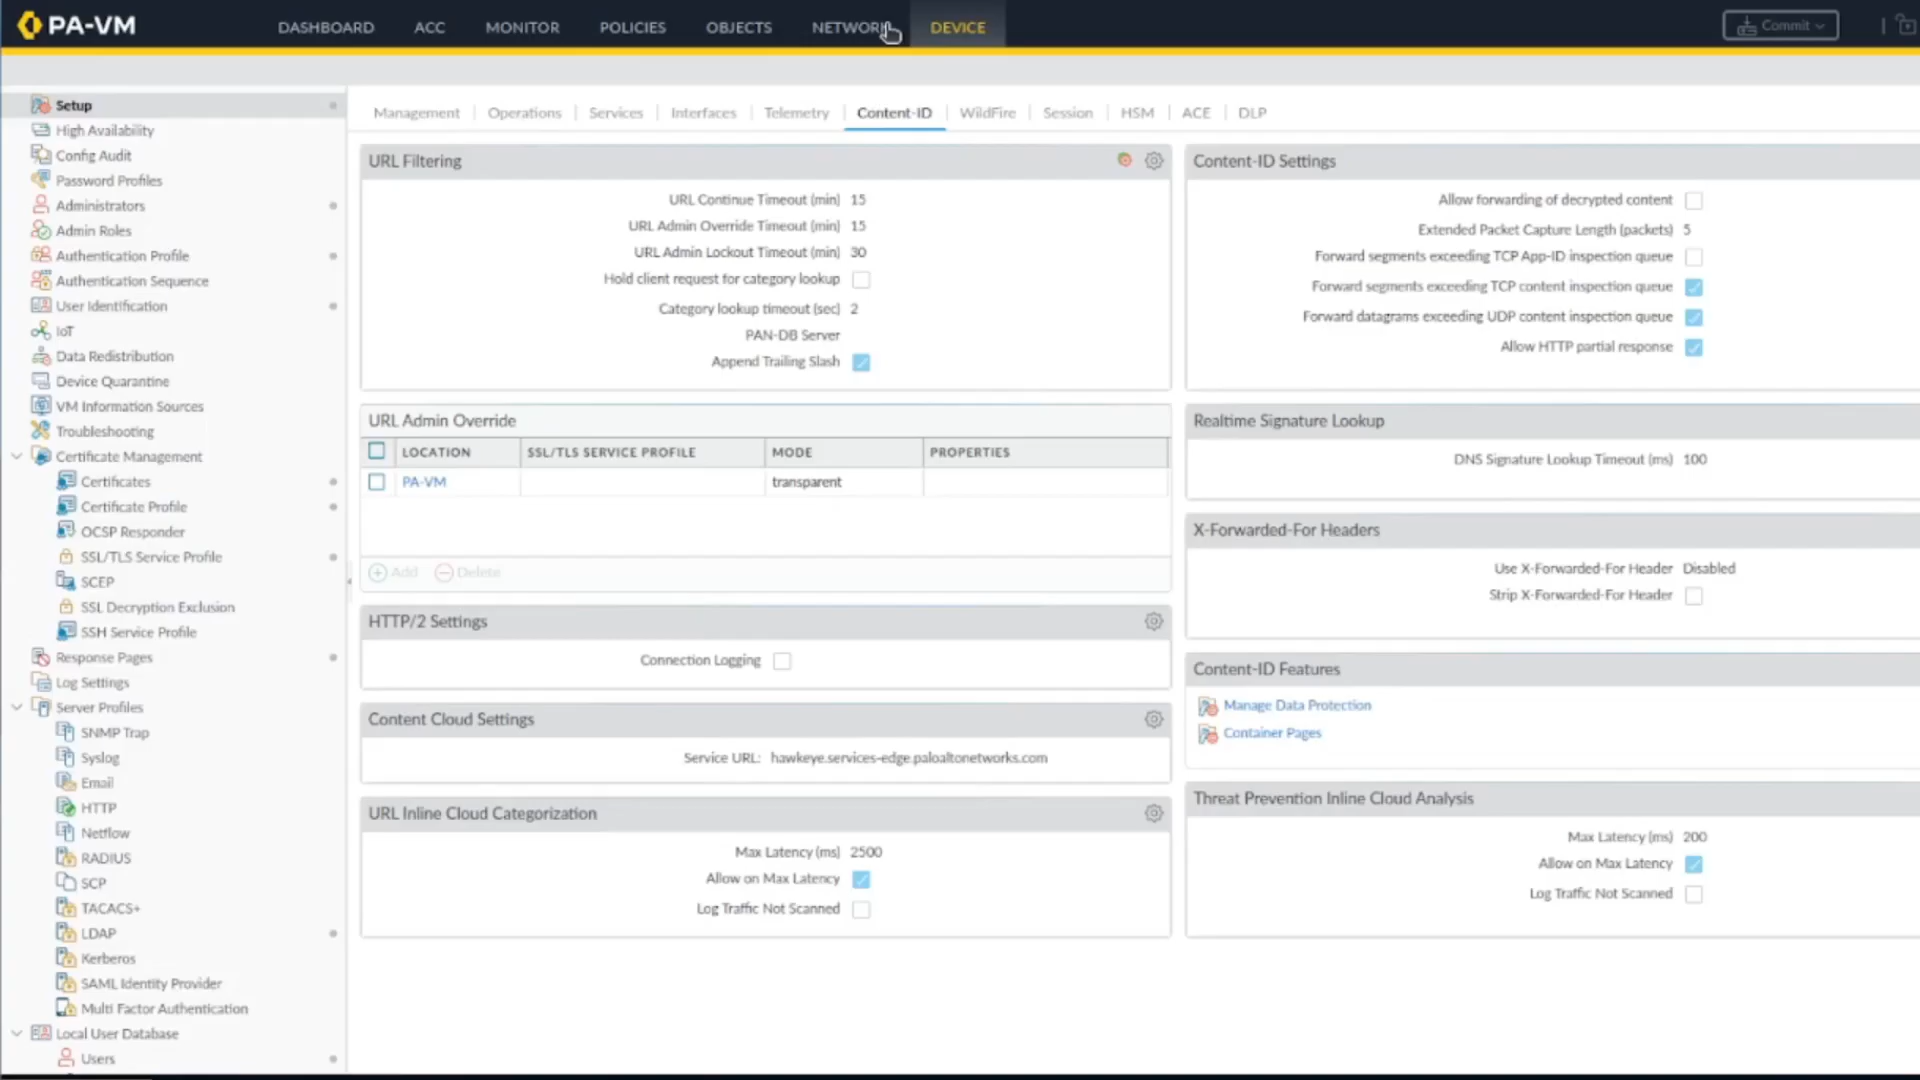 PA-VM
DASHBOARD ACC MONITOR POLICIES OBJECTS NETWORK DEVICE Commit
Setup
High Availability
Config Audit
Password Profiles
Administrators
Admin Roles
Authentication Profile
Authentication Sequence
User Identification
IoT
Data Redistribution
Device Quarantine
VM Information Sources
Troubleshooting
Certificate Management
Certificates
Certificate Profile
OCSP Responder
SSL/TLS Service Profile
SCEP
SSL Decryption Exclusion
SSH Service Profile
Response Pages
Log Settings
Server Profiles
SNMP Trap
Syslog
Email
HTTP
Netflow
RADIUS
SCP
TACACS+
LDAP
Kerberos
SAML Identity Provider
Multi Factor Authentication
Local User Database
Users
Management Operations Services Interfaces Telemetry Content-ID WildFire Session HSM ACE DLP
URL Filtering
URL Continue Timeout (min) 15
URL Admin Override Timeout (min) 15
URL Admin Lockout Timeout (min) 30
Hold client request for category lookup
Category lookup timeout (sec) 2
PAN-DB Server
Append Trailing Slash
URL Admin Override
LOCATION SSL/TLS SERVICE PROFILE MODE PROPERTIES
PA-VM transparent
Add Delete
HTTP/2 Settings
Connection Logging
Content Cloud Settings
Service URL: hawkeye.services-edge.paloaltonetworks.com
URL Inline Cloud Categorization
Max Latency (ms) 2500
Allow on Max Latency
Log Traffic Not Scanned
Content-ID Settings
Allow forwarding of decrypted content
Extended Packet Capture Length (packets) 5
Forward segments exceeding TCP App-ID inspection queue
Forward segments exceeding TCP content inspection queue
Forward datagrams exceeding UDP content inspection queue
Allow HTTP partial response
Realtime Signature Lookup
DNS Signature Lookup Timeout (ms) 100
X-Forwarded-For Headers
Use X-Forwarded-For Header Disabled
Strip X-Forwarded-For Header
Content-ID Features
Manage Data Protection
Container Pages
Threat Prevention Inline Cloud Analysis
Max Latency (ms) 200
Allow on Max Latency
Log Traffic Not Scanned